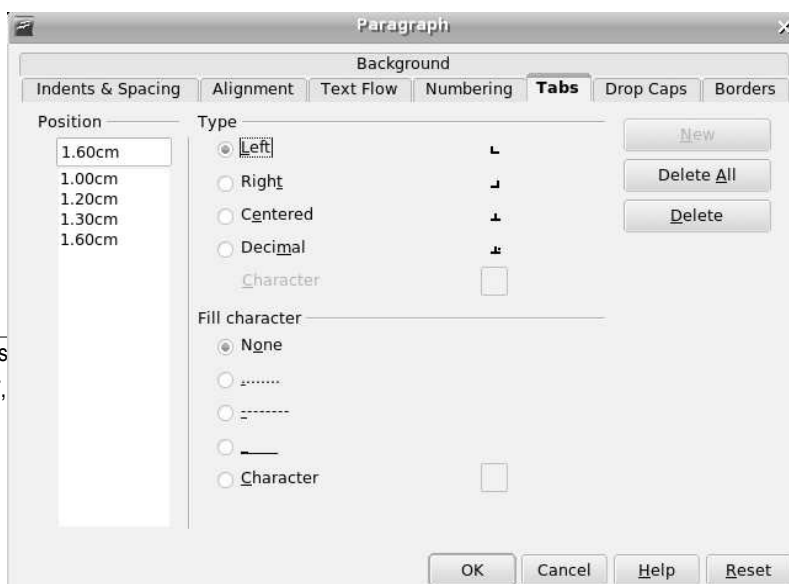 Paragraph
Background
Indents & Spacing Alignment Text Flow Numbering Tabs Drop Caps Borders
Position
1.60cm
1.00cm
1.20cm
1.30cm
1.60cm
Type
Left
Right
Centered
Decimal
Character
Fill character
None
.........
---------
_____
Character
New
Delete All
Delete
s
,
OK Cancel Help Reset